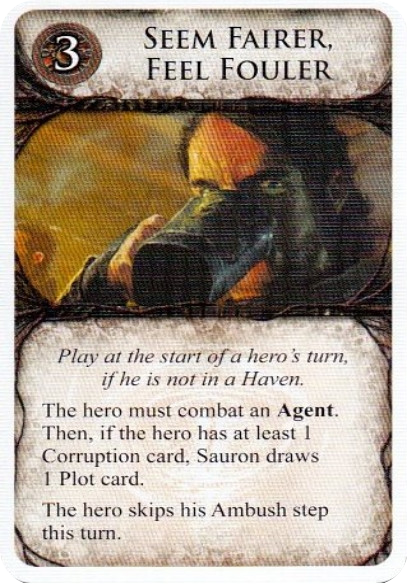 3
SEEM FAIRER,
FEEL FOULER
Play at the start of a hero's turn,
if he is not in a Haven.
The hero must combat an Agent.
Then, if the hero has at least 1
Corruption card, Sauron draws
1 Plot card.
The hero skips his Ambush step
this turn.